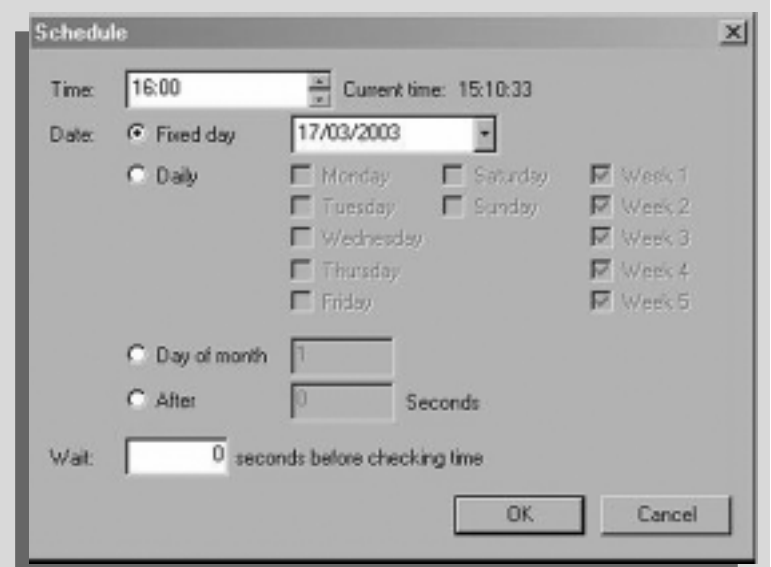 Schedule
Time: 16:00 Current time: 15:10:33
Date: Fixed day 17/03/2003
Daily Monday Saturday Week 1
Tuesday Sunday Week 2
Wednesday Week 3
Thursday Week 4
Friday Week 5
Day of month 1
After 0 Seconds
Wait: 0 seconds before checking time
OK Cancel